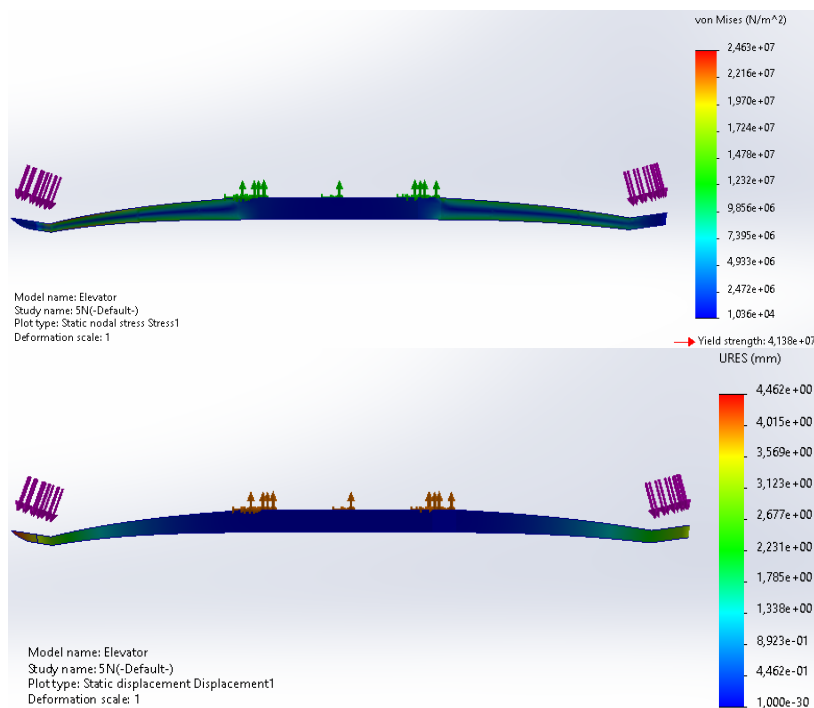 von Mises (N/m^2)
2,463e+07
2,216e+07
1,970e+07
1,724e+07
1,478e+07
1,232e+07
9,856e+06
7,395e+06
4,933e+06
2,472e+06
1,036e+04
Yield strength: 4,138e+07
Model name: Elevator
Study name: 5N(-Default-)
Plot type: Static nodal stress Stress1
Deformation scale: 1
URES (mm)
4,462e+00
4,015e+00
3,569e+00
3,123e+00
2,677e+00
2,231e+00
1,785e+00
1,338e+00
8,923e-01
4,462e-01
1,000e-30
Model name: Elevator
Study name: 5N(-Default-)
Plot type: Static displacement Displacement1
Deformation scale: 1